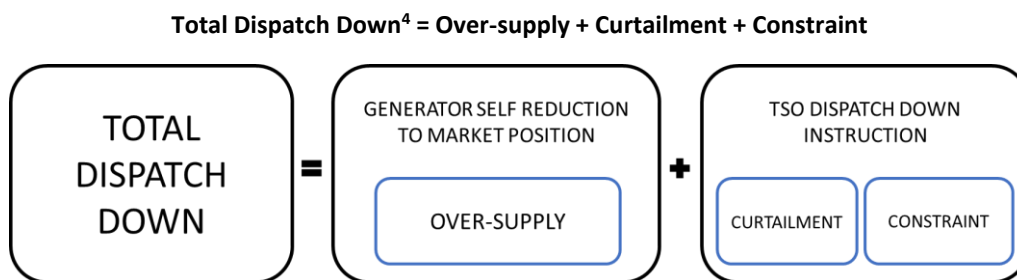 Total Dispatch Down⁴ = Over-supply + Curtailment + Constraint
TOTAL
DISPATCH
DOWN
=
GENERATOR SELF REDUCTION
TO MARKET POSITION
OVER-SUPPLY
+
TSO DISPATCH DOWN
INSTRUCTION
CURTAILMENT
CONSTRAINT